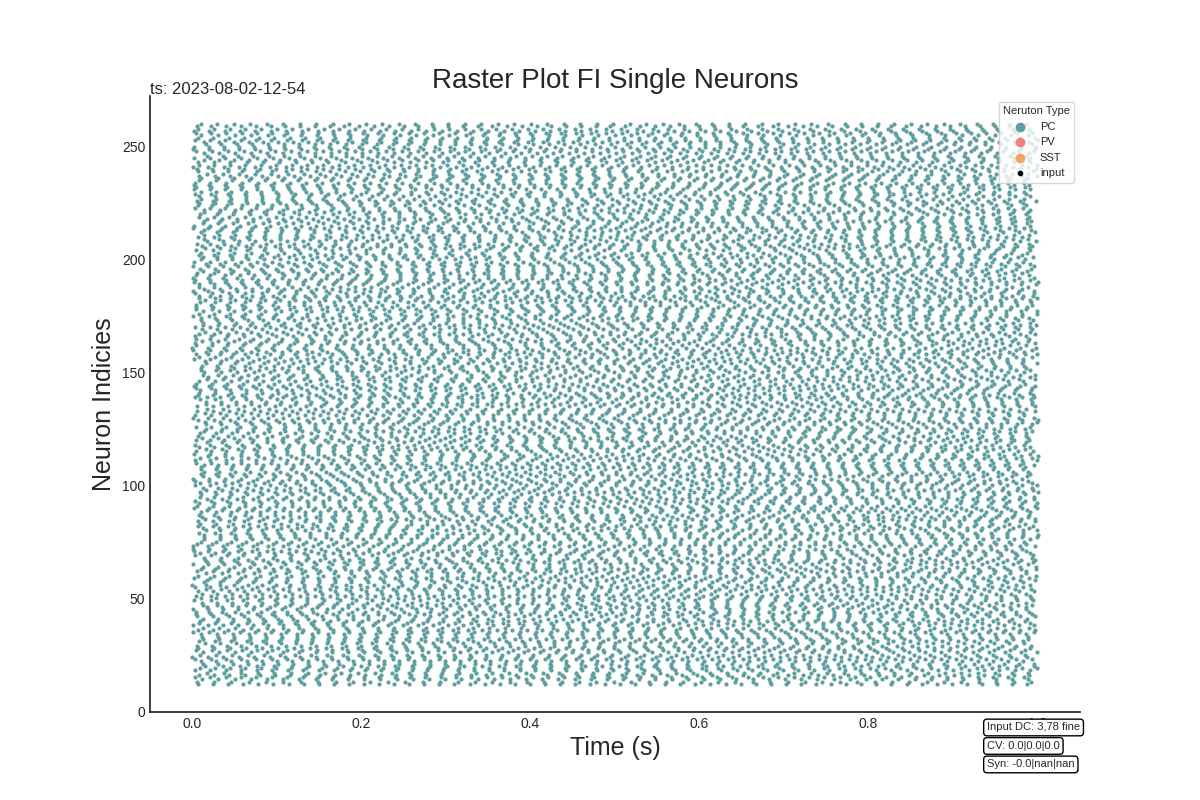 Raster Plot FI Single Neurons
ts: 2023-08-02-12-54
Neruton Type
PC
PV
SST
input
Neuron Indicies
250
200
150
100
50
0
0.0 0.2 0.4 0.6 0.8
Time (s)
Input DC: 3,78 fine
CV: 0.0|0.0|0.0
Syn: -0.0|nan|nan